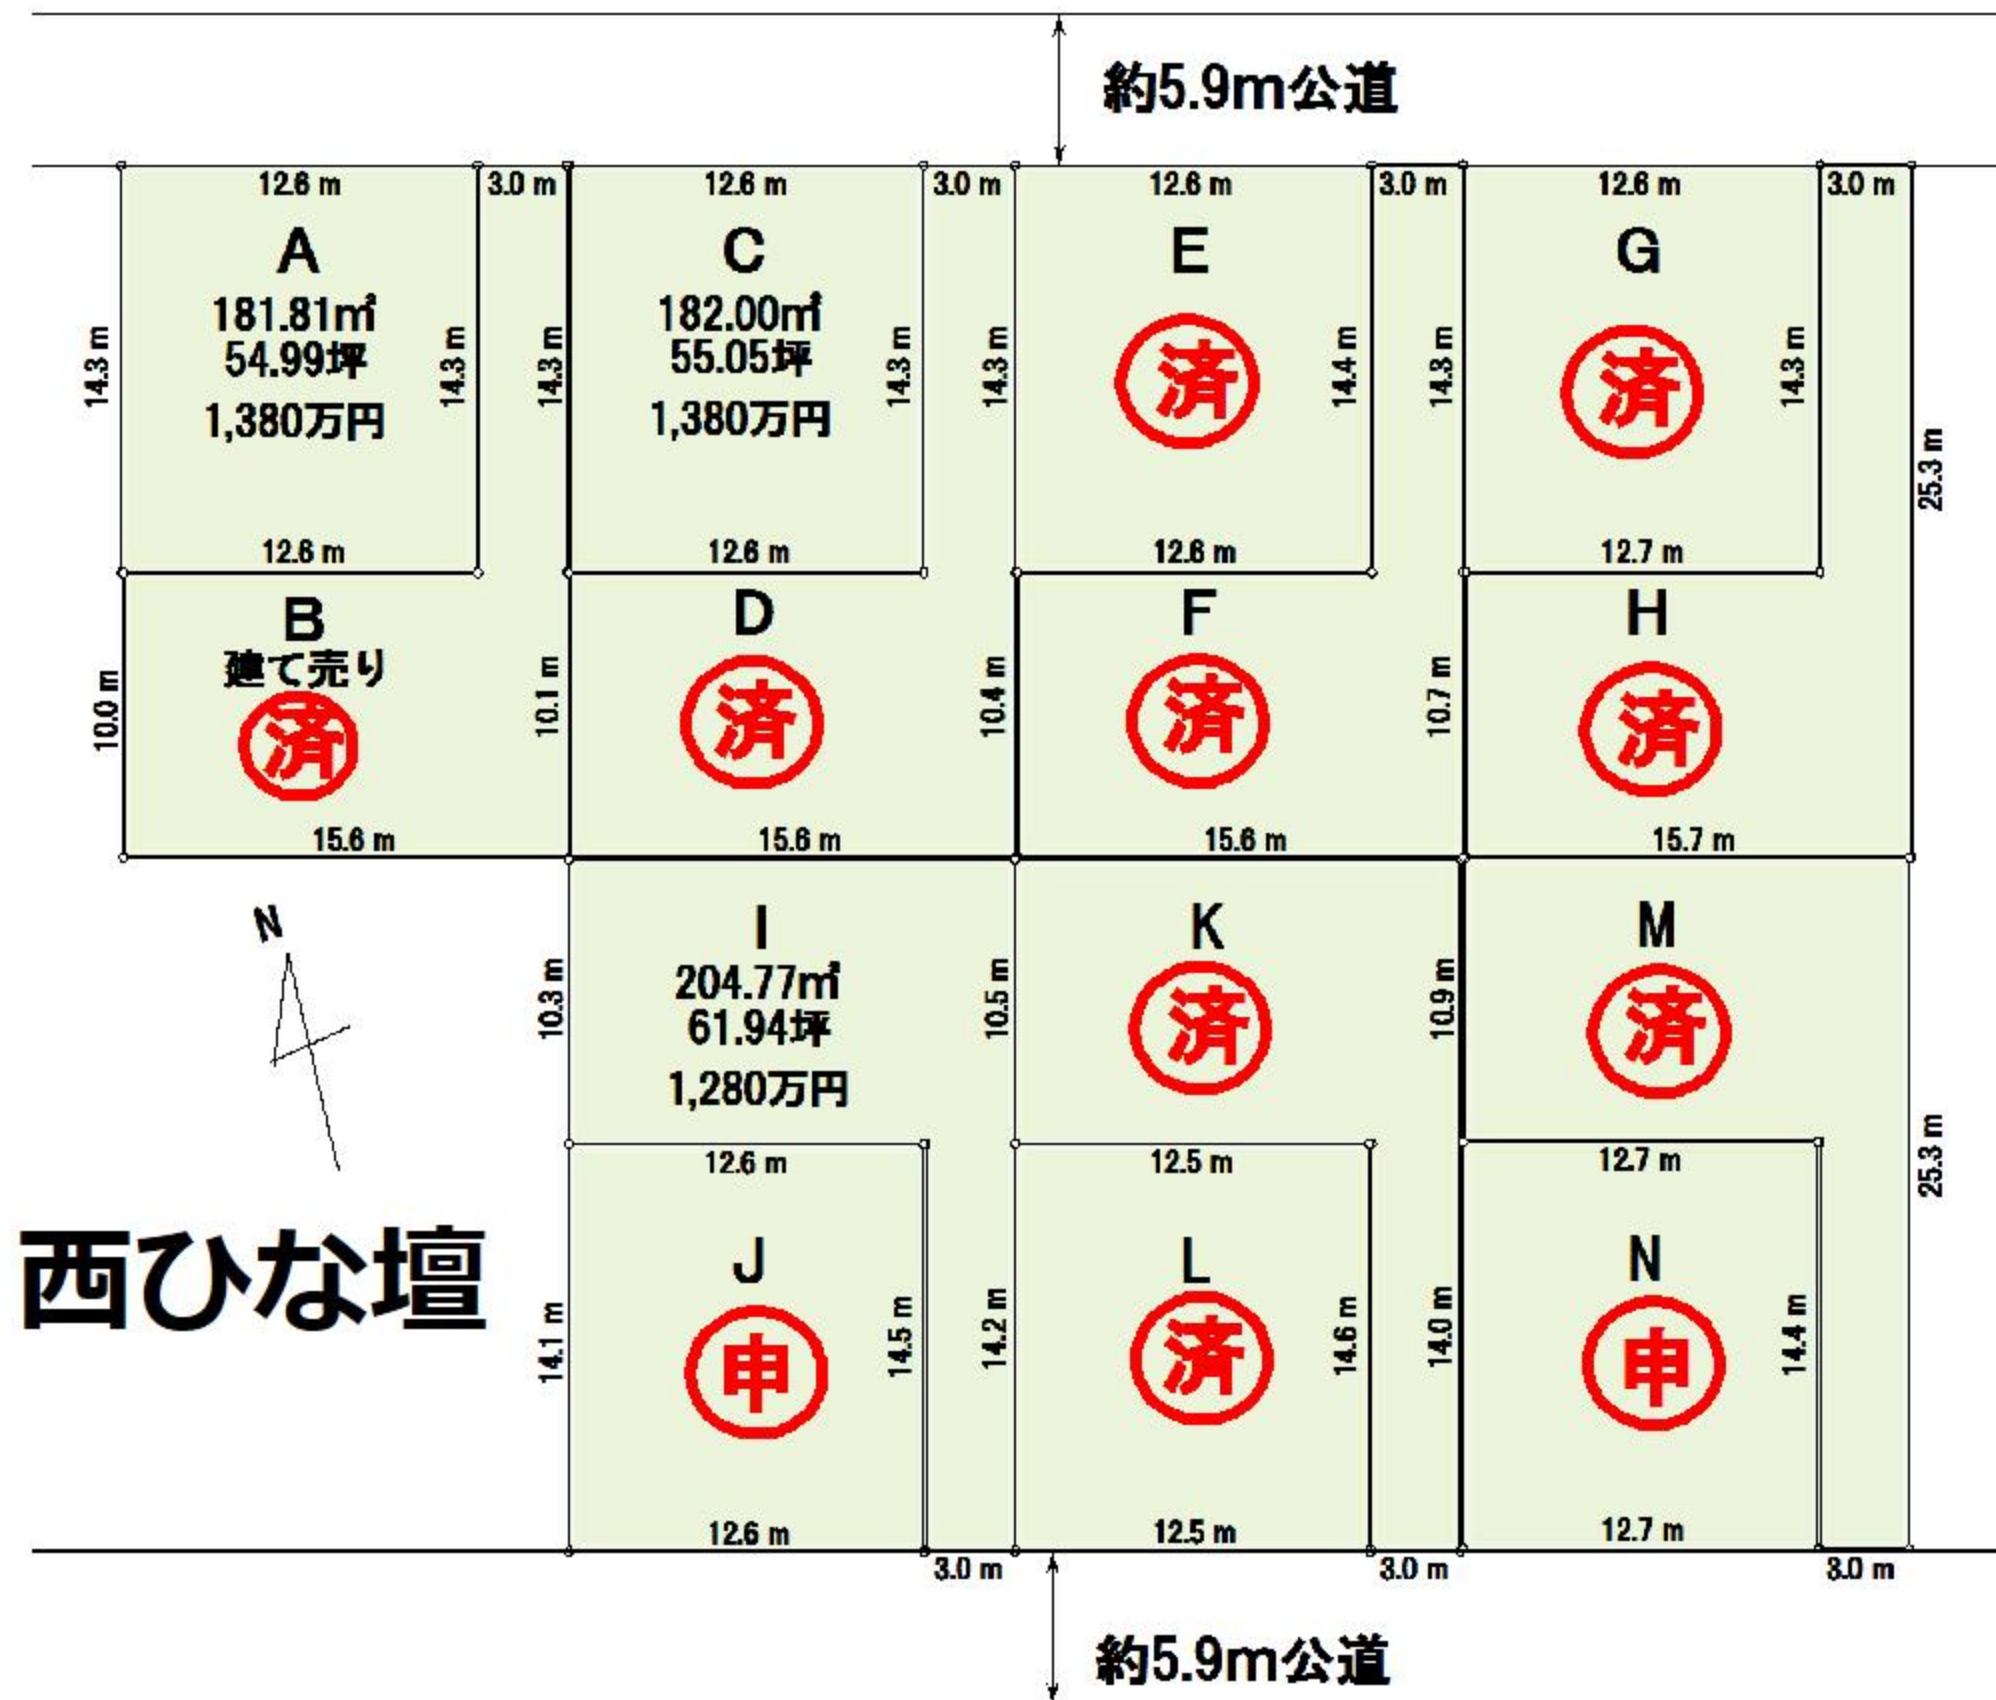 約5.9m公道
12.6 m
3.0 m
12.6 m
3.0 m
12.6 m
3.0 m
12.6 m
3.0 m
A
C
E
G
181.81㎡
54.99坪
1,380万円
182.00㎡
55.05坪
1,380万円
済
済
14.3 m
14.3 m
14.3 m
14.3 m
14.3 m
14.4 m
14.3 m
14.3 m
25.3 m
12.6 m
12.6 m
12.6 m
12.7 m
B
建て売り
済
D
済
F
済
H
済
10.0 m
10.1 m
10.4 m
10.7 m
15.6 m
15.6 m
15.6 m
15.7 m
N
I
204.77㎡
61.94坪
1,280万円
K
済
M
済
10.3 m
10.5 m
10.9 m
25.3 m
12.6 m
12.5 m
12.7 m
西ひな壇
J
申
L
済
N
申
14.1 m
14.5 m
14.2 m
14.6 m
14.0 m
14.4 m
12.6 m
12.5 m
12.7 m
3.0 m
3.0 m
3.0 m
約5.9m公道